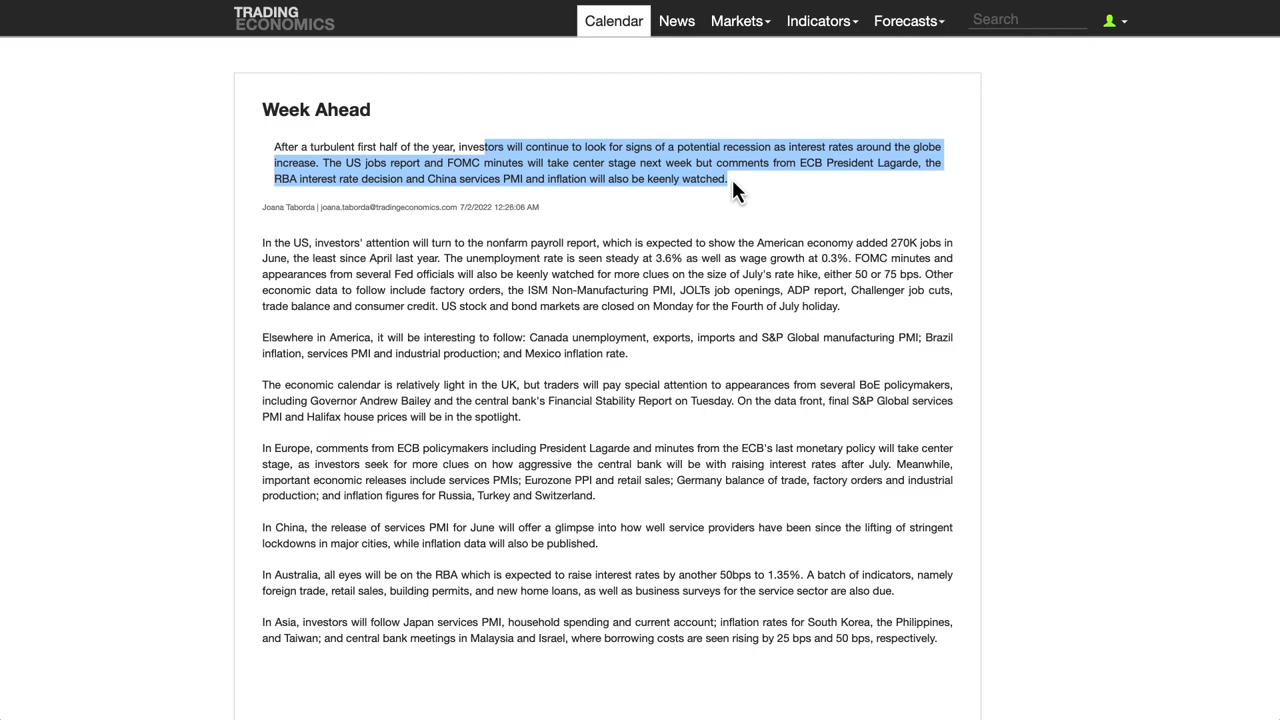 TRADING
ECONOMICS
Calendar News Markets Indicators Forecasts Search
Week Ahead
After a turbulent first half of the year, investors will continue to look for signs of a potential recession as interest rates around the globe
increase. The US jobs report and FOMC minutes will take center stage next week but comments from ECB President Lagarde, the
RBA interest rate decision and China services PMI and inflation will also be keenly watched.
Joana Taborda | joana.taborda@tradingeconomics.com 7/2/2022 12:26:06 AM
In the US, investors' attention will turn to the nonfarm payroll report, which is expected to show the American economy added 270K jobs in
June, the least since April last year. The unemployment rate is seen steady at 3.6% as well as wage growth at 0.3%. FOMC minutes and
appearances from several Fed officials will also be keenly watched for more clues on the size of July's rate hike, either 50 or 75 bps. Other
economic data to follow include factory orders, the ISM Non-Manufacturing PMI, JOLTs job openings, ADP report, Challenger job cuts,
trade balance and consumer credit. US stock and bond markets are closed on Monday for the Fourth of July holiday.
Elsewhere in America, it will be interesting to follow: Canada unemployment, exports, imports and S&P Global manufacturing PMI; Brazil
inflation, services PMI and industrial production; and Mexico inflation rate.
The economic calendar is relatively light in the UK, but traders will pay special attention to appearances from several BoE policymakers,
including Governor Andrew Bailey and the central bank's Financial Stability Report on Tuesday. On the data front, final S&P Global services
PMI and Halifax house prices will be in the spotlight.
In Europe, comments from ECB policymakers including President Lagarde and minutes from the ECB's last monetary policy will take center
stage, as investors seek for more clues on how aggressive the central bank will be with raising interest rates after July. Meanwhile,
important economic releases include services PMIs; Eurozone PPI and retail sales; Germany balance of trade, factory orders and industrial
production; and inflation figures for Russia, Turkey and Switzerland.
In China, the release of services PMI for June will offer a glimpse into how well service providers have been since the lifting of stringent
lockdowns in major cities, while inflation data will also be published.
In Australia, all eyes will be on the RBA which is expected to raise interest rates by another 50bps to 1.35%. A batch of indicators, namely
foreign trade, retail sales, building permits, and new home loans, as well as business surveys for the service sector are also due.
In Asia, investors will follow Japan services PMI, household spending and current account; inflation rates for South Korea, the Philippines,
and Taiwan; and central bank meetings in Malaysia and Israel, where borrowing costs are seen rising by 25 bps and 50 bps, respectively.